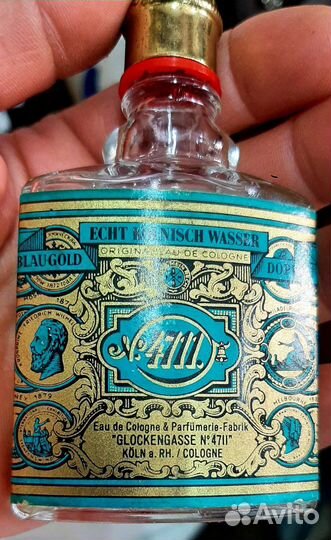 ECHT KÖLNISCH WASSER
ORIGINAL EAU DE COLOGNE
BLAU-GOLD
No. 4711.
1879
Eau de Cologne & Parfümerie-Fabrik
"GLOCKENGASSE No 4711"
KÖLN a. RH. / COLOGNE
Avito